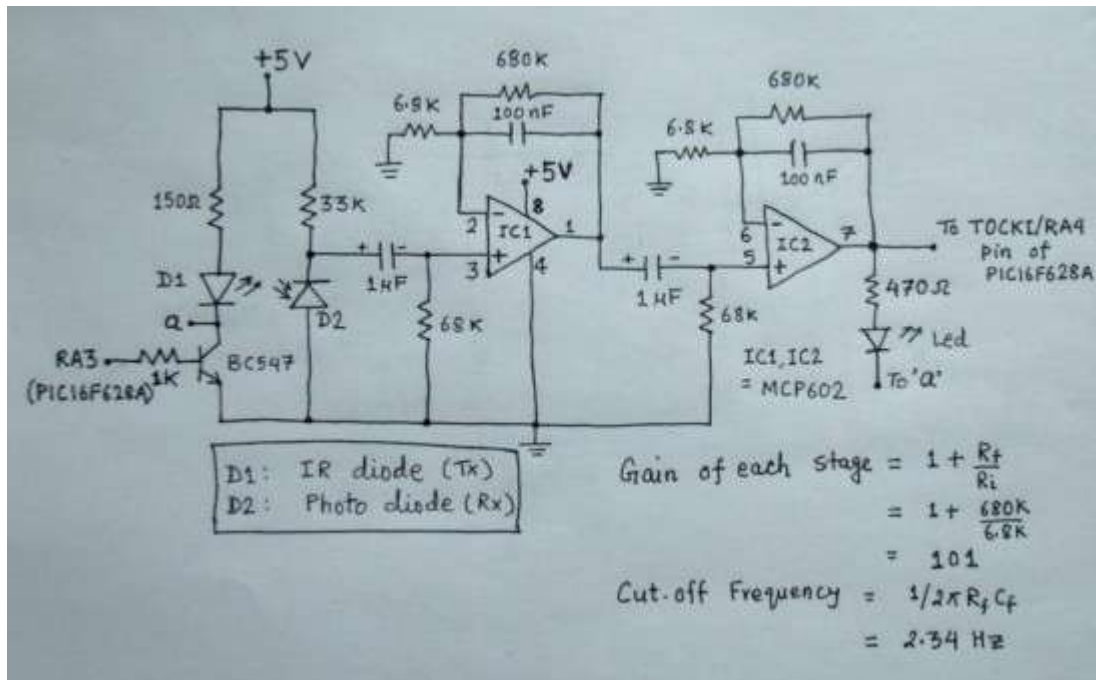 +5V
680K
6.8K
100nF
+5V
150Ω
33K
2
-
8
IC1
1
+
3
4
D1
+
-
1μF
D2
68K
a
RA3
(PIC16F628A)
1K
BC547
680K
6.8K
100nF
6
-
7
IC2
5
+
+
-
1μF
68K
To TOCKI/RA4
pin of
PIC16F628A
470Ω
Led
To 'a'
IC1,IC2
= MCP602
D1: IR diode (Tx)
D2: Photo diode (Rx)
Gain of each stage = 1 + Rf/Ri
= 1 + 680K/6.8K
= 101
Cut-off Frequency = 1/2π Rf Cf
= 2.34 Hz